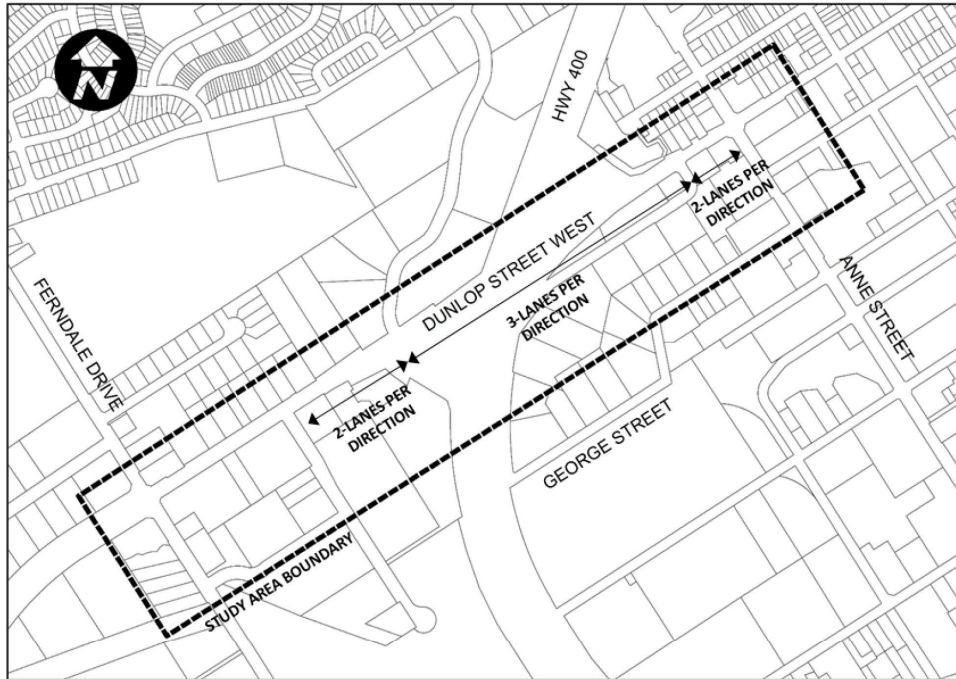 N
HWY 400
2-LANES PER
DIRECTION
DUNLOP STREET WEST
3-LANES PER
DIRECTION
ANNE STREET
FERNDALE DRIVE
2-LANES PER
DIRECTION
GEORGE STREET
STUDY AREA BOUNDARY